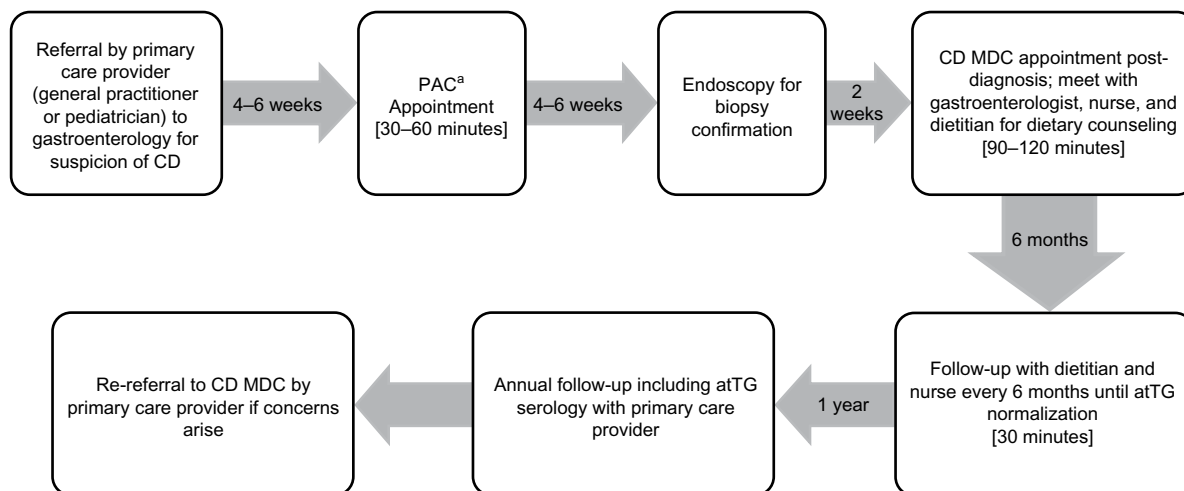 Referral by primary
care provider
(general practitioner
or pediatrician) to
gastroenterology for
suspicion of CD
4–6 weeks
PACᵃ
Appointment
[30–60 minutes]
4–6 weeks
Endoscopy for
biopsy
confirmation
2
weeks
CD MDC appointment post-
diagnosis; meet with
gastroenterologist, nurse, and
dietitian for dietary counseling
[90–120 minutes]
6 months
Follow-up with dietitian and
nurse every 6 months until atTG
normalization
[30 minutes]
1 year
Annual follow-up including atTG
serology with primary care
provider
Re-referral to CD MDC by
primary care provider if concerns
arise